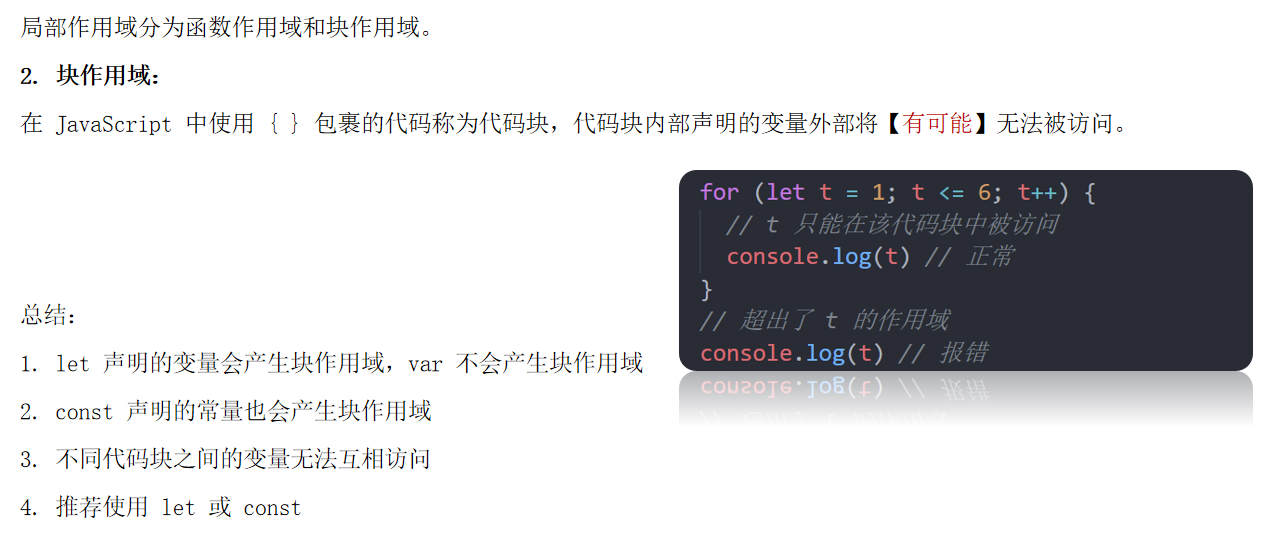 局部作用域分为函数作用域和块作用域。
2. 块作用域：
在 JavaScript 中使用 { } 包裹的代码称为代码块，代码块内部声明的变量外部将【有可能】无法被访问。
for (let t = 1; t <= 6; t++) {
  // t 只能在该代码块中被访问
  console.log(t) // 正常
}
// 超出了 t 的作用域
console.log(t) // 报错
总结：
1. let 声明的变量会产生块作用域，var 不会产生块作用域
2. const 声明的常量也会产生块作用域
3. 不同代码块之间的变量无法互相访问
4. 推荐使用 let 或 const